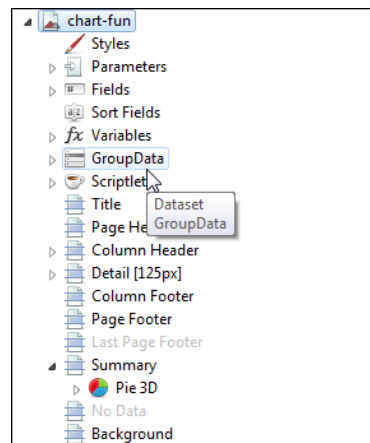 chart-fun
Styles
Parameters
Fields
Sort Fields
fx Variables
GroupData
Scriptlet
Title
Dataset
GroupData
Page He
Column Header
Detail [125px]
Column Footer
Page Footer
Last Page Footer
Summary
Pie 3D
No Data
Background